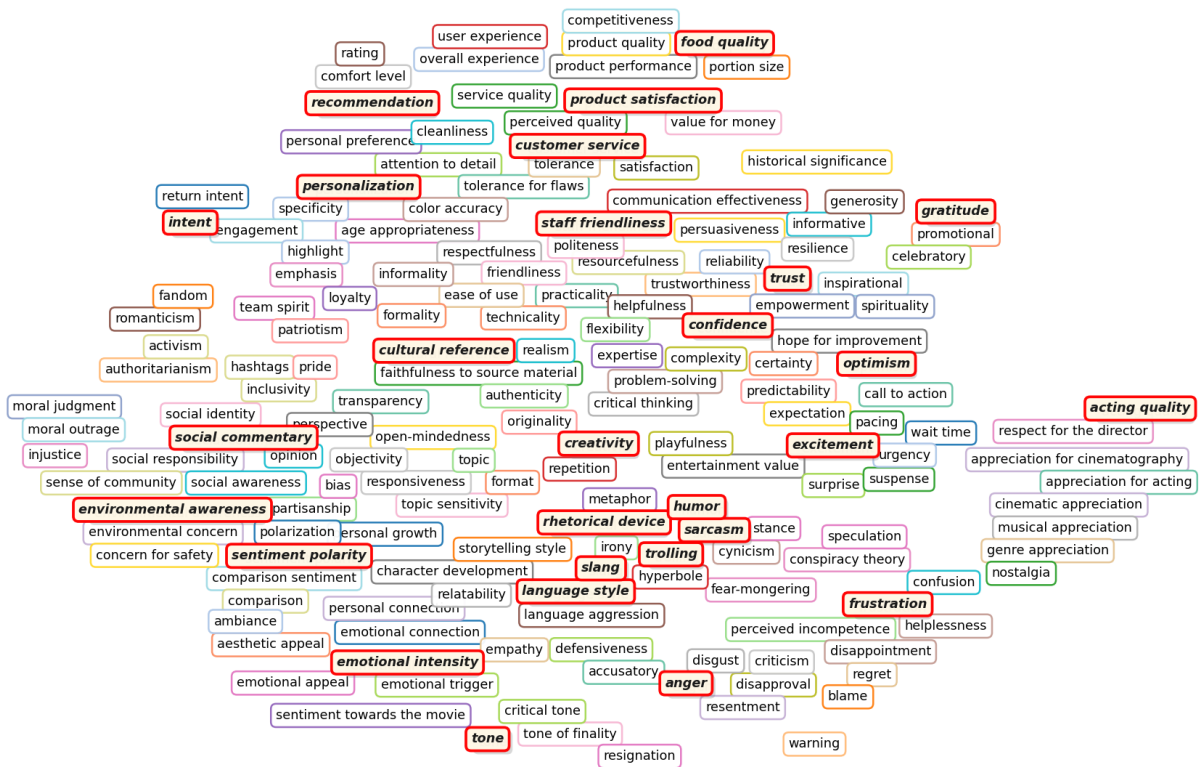 competitiveness
user experience
product quality
food quality
rating
overall experience
product performance
portion size
comfort level
recommendation
service quality
product satisfaction
perceived quality
value for money
personal preference
cleanliness
customer service
attention to detail
tolerance
satisfaction
historical significance
personalization
tolerance for flaws
return intent
specificity
color accuracy
communication effectiveness
generosity
gratitude
intent
engagement
age appropriateness
staff friendliness
persuasiveness
informative
promotional
highlight
respectfulness
politeness
resilience
celebratory
emphasis
informality
friendliness
resourcefulness
reliability
trust
inspirational
trustworthiness
fandom
team spirit
loyalty
ease of use
practicality
helpfulness
empowerment
spirituality
romanticism
patriotism
formality
technicality
flexibility
confidence
hope for improvement
activism
cultural reference
realism
expertise
complexity
certainty
optimism
authoritarianism
hashtags
pride
faithfulness to source material
problem-solving
inclusivity
transparency
authenticity
critical thinking
predictability
call to action
moral judgment
social identity
perspective
originality
expectation
pacing
acting quality
moral outrage
social commentary
open-mindedness
creativity
playfulness
excitement
wait time
respect for the director
injustice
social responsibility
opinion
objectivity
topic
repetition
entertainment value
urgency
appreciation for cinematography
sense of community
social awareness
bias
responsiveness
format
surprise
suspense
appreciation for acting
environmental awareness
partisanship
topic sensitivity
metaphor
humor
cinematic appreciation
environmental concern
polarization
personal growth
rhetorical device
sarcasm
stance
speculation
musical appreciation
concern for safety
sentiment polarity
storytelling style
irony
trolling
cynicism
conspiracy theory
genre appreciation
comparison sentiment
character development
slang
hyperbole
fear-mongering
confusion
nostalgia
comparison
personal connection
relatability
language style
language aggression
frustration
ambiance
emotional connection
perceived incompetence
helplessness
aesthetic appeal
emotional intensity
empathy
defensiveness
disgust
criticism
disappointment
emotional appeal
emotional trigger
accusatory
anger
disapproval
regret
blame
sentiment towards the movie
critical tone
resentment
tone
tone of finality
resignation
warning